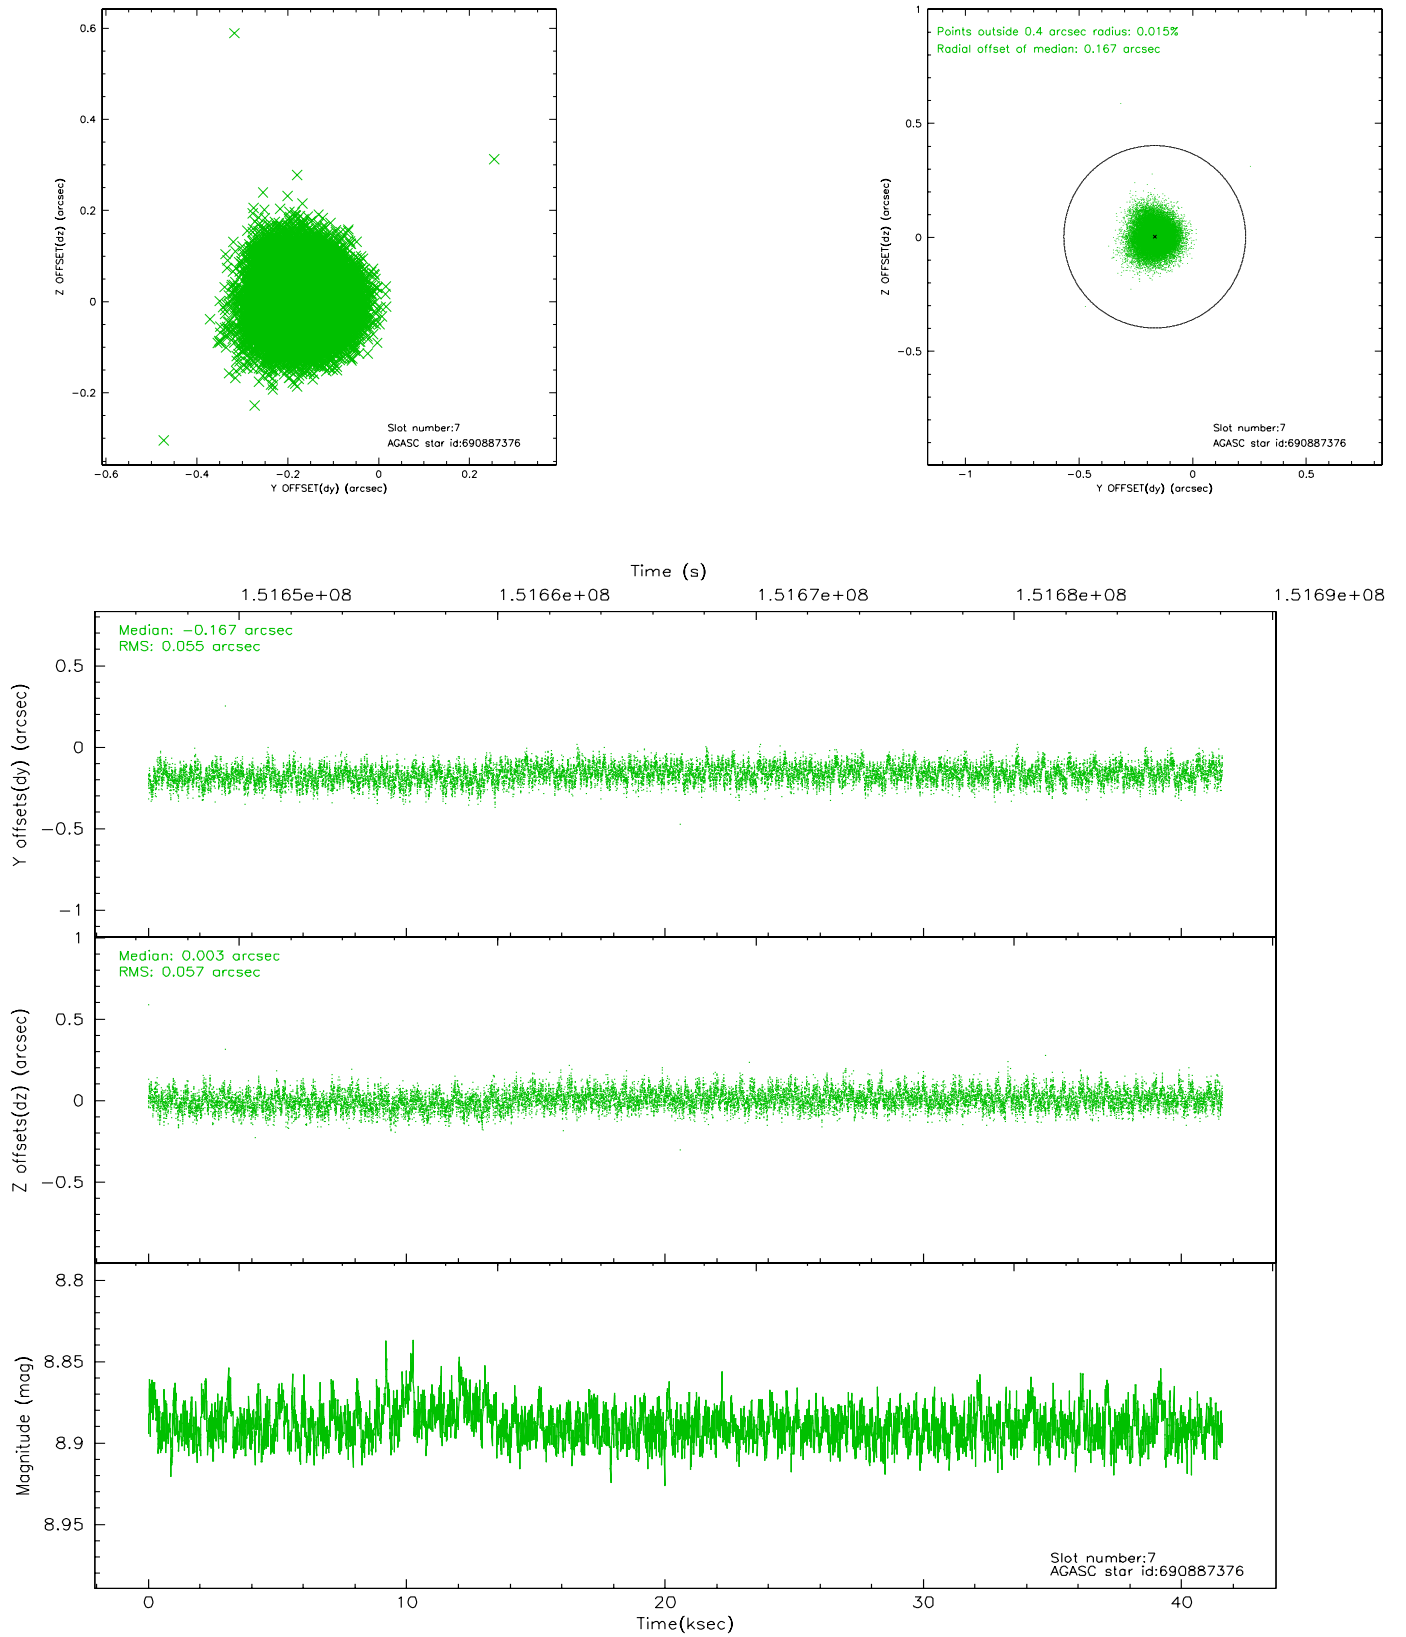 0.6
0.4
0.2
0
−0.2
Z OFFSET(dz) (arcsec)
Slot number:7
AGASC star id:690887376
−0.6
−0.4
−0.2
0
0.2
Y OFFSET(dy) (arcsec)
Points outside 0.4 arcsec radius: 0.015%
Radial offset of median: 0.167 arcsec
1
0.5
0
−0.5
Z OFFSET(dz) (arcsec)
Slot number:7
AGASC star id:690887376
−1
−0.5
0
0.5
Y OFFSET(dy) (arcsec)
Time (s)
1.5165e+08
1.5166e+08
1.5167e+08
1.5168e+08
1.5169e+08
Median: −0.167 arcsec
RMS: 0.055 arcsec
0.5
0
−0.5
−1
Y offsets(dy) (arcsec)
Median: 0.003 arcsec
RMS: 0.057 arcsec
1
0.5
0
−0.5
Z offsets(dz) (arcsec)
8.8
8.85
8.9
8.95
Magnitude (mag)
Slot number:7
AGASC star id:690887376
0
10
20
30
40
Time(ksec)